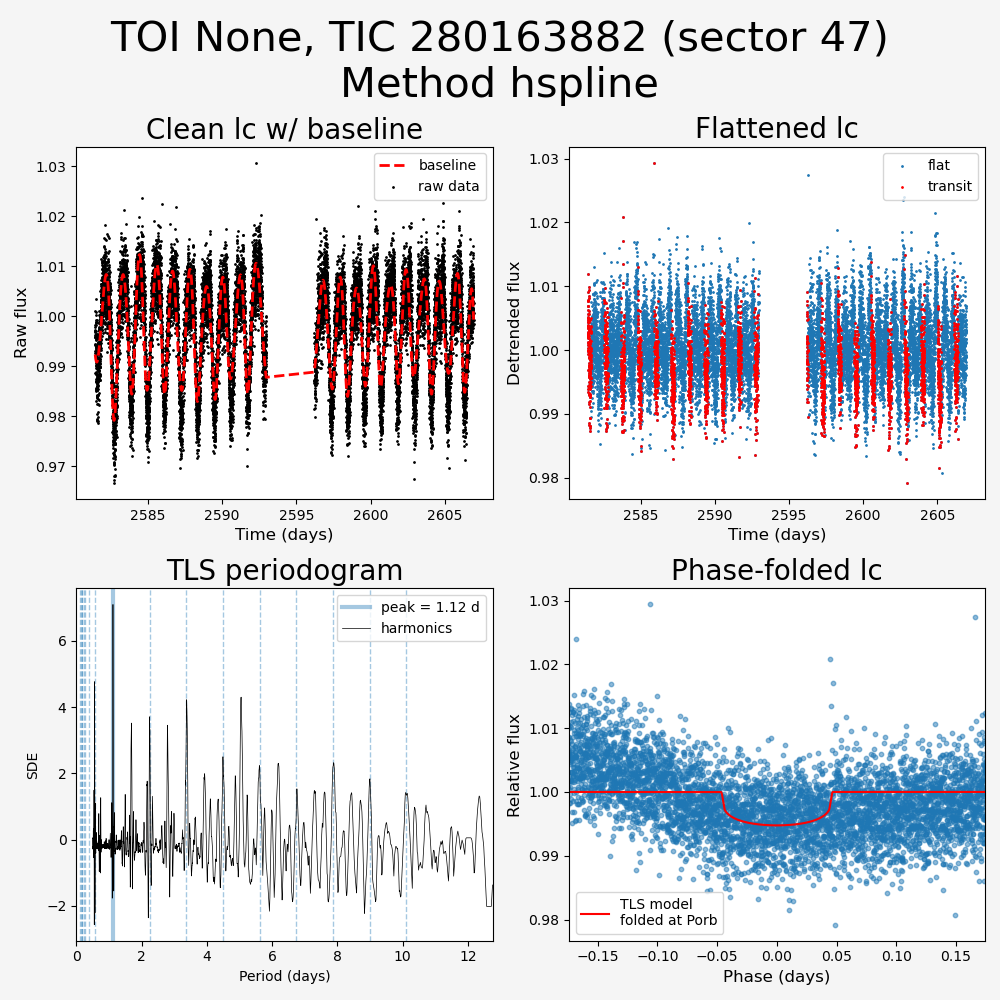 TOI None, TIC 280163882 (sector 47)
Method hspline
Clean lc w/ baseline
Flattened lc
baseline
raw data
flat
transit
1.03
1.02
1.01
1.00
0.99
0.98
0.97
Raw flux
2585
2590
2595
2600
2605
Time (days)
1.03
1.02
1.01
1.00
0.99
0.98
Detrended flux
2585
2590
2595
2600
2605
Time (days)
TLS periodogram
Phase-folded lc
peak = 1.12 d
harmonics
6
4
2
0
−2
SDE
0
2
4
6
8
10
12
Period (days)
1.03
1.02
1.01
1.00
0.99
0.98
Relative flux
TLS model
folded at Porb
−0.15
−0.10
−0.05
0.00
0.05
0.10
0.15
Phase (days)